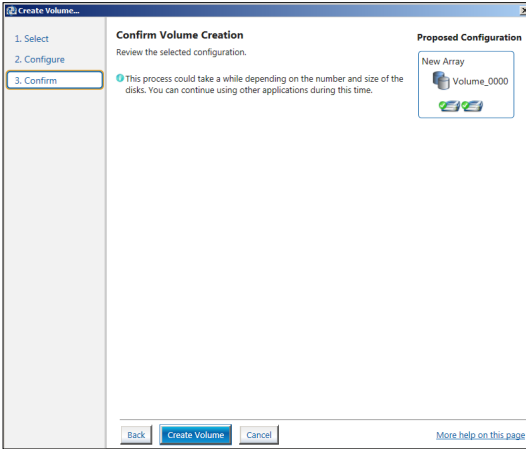 Create Volume...
1. Select
2. Configure
3. Confirm
Confirm Volume Creation
Review the selected configuration.
This process could take a while depending on the number and size of the
disks. You can continue using other applications during this time.
Proposed Configuration
New Array
Volume_0000
Back
Create Volume
Cancel
More help on this page